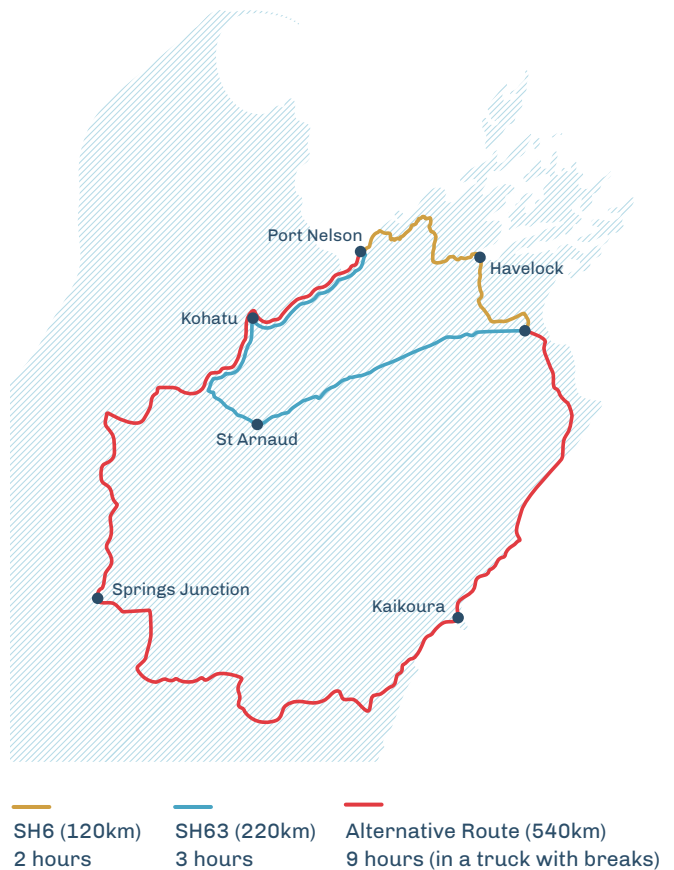 Port Nelson
Havelock
Kohatu
St Arnaud
Springs Junction
Kaikoura
SH6 (120km)
2 hours
SH63 (220km)
3 hours
Alternative Route (540km)
9 hours (in a truck with breaks)